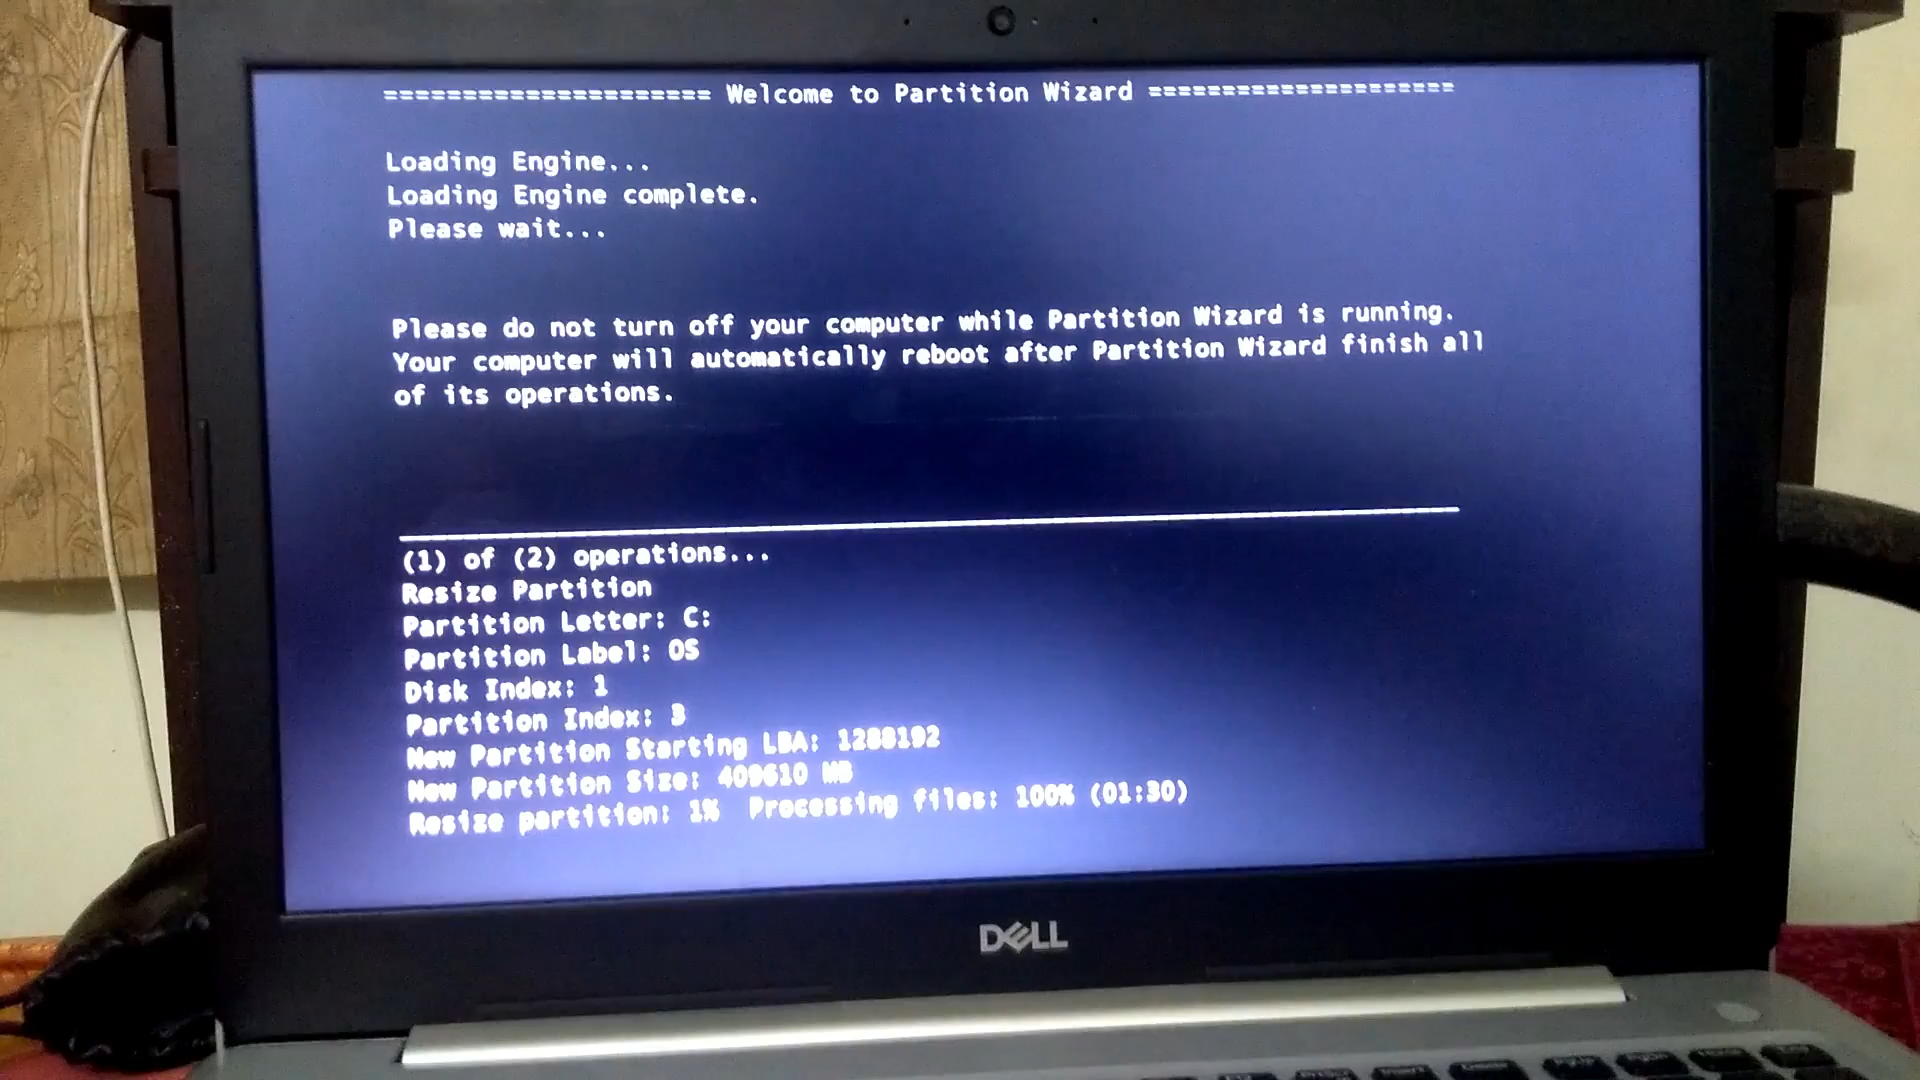 ===================== Welcome to Partition Wizard =====================
Loading Engine...
Loading Engine complete.
Please wait...
Please do not turn off your computer while Partition Wizard is running.
Your computer will automatically reboot after Partition Wizard finish all
of its operations.
(1) of (2) operations...
Resize Partition
Partition Letter: C:
Partition Label: OS
Disk Index: 1
Partition Index: 3
New Partition Starting LBA: 1288192
New Partition Size: 409610 MB
Resize partition: 1% Processing files: 100% (01:30)
DELL